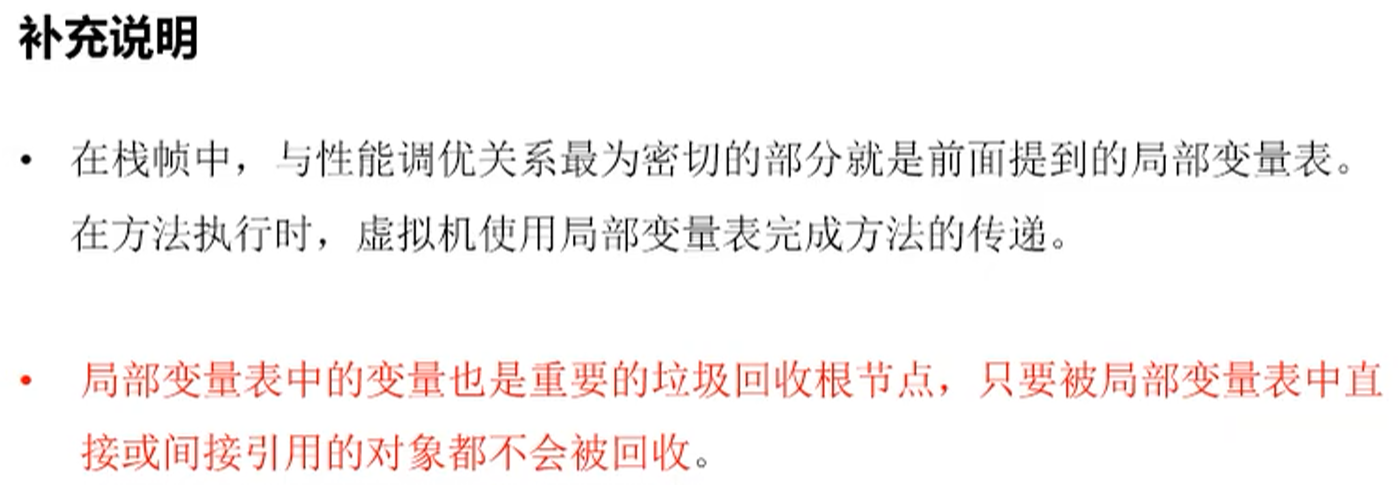 补充说明
• 在栈帧中，与性能调优关系最为密切的部分就是前面提到的局部变量表。
在方法执行时，虚拟机使用局部变量表完成方法的传递。
• 局部变量表中的变量也是重要的垃圾回收根节点，只要被局部变量表中直
接或间接引用的对象都不会被回收。